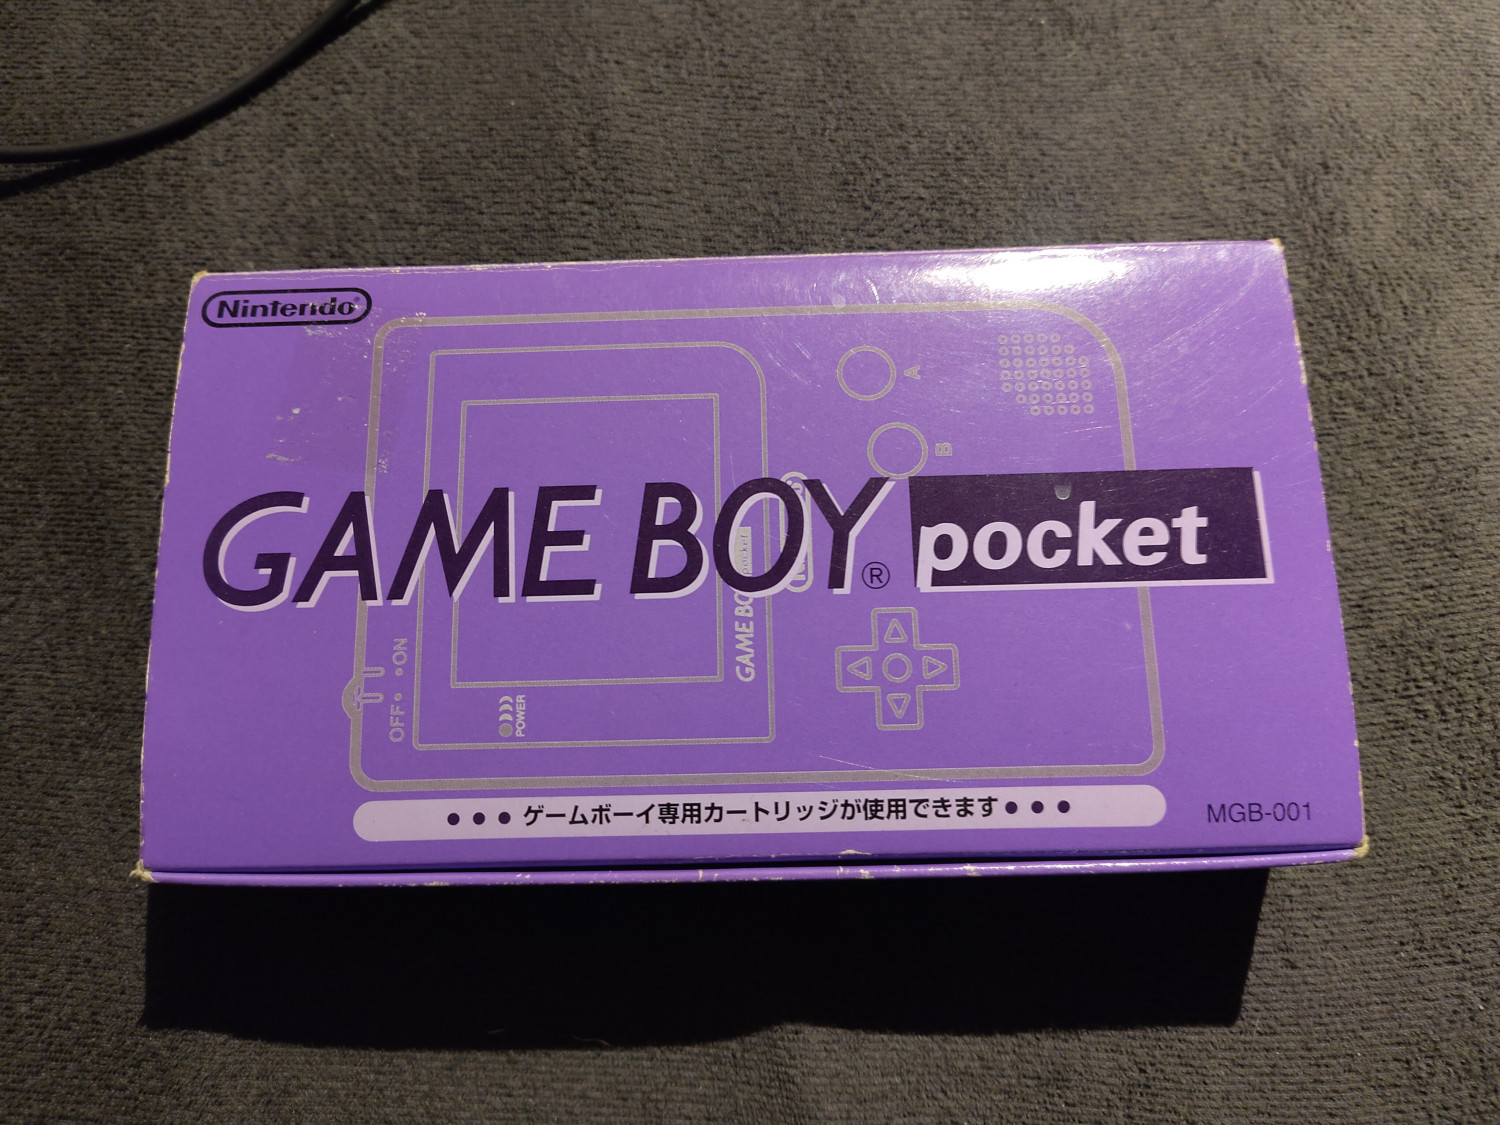 Nintendo®
A
B
GAME BOY® pocket
GAME BOY pocket
OFF • • ON
POWER
•••ゲームボーイ専用カートリッジが使用できます•••
MGB-001